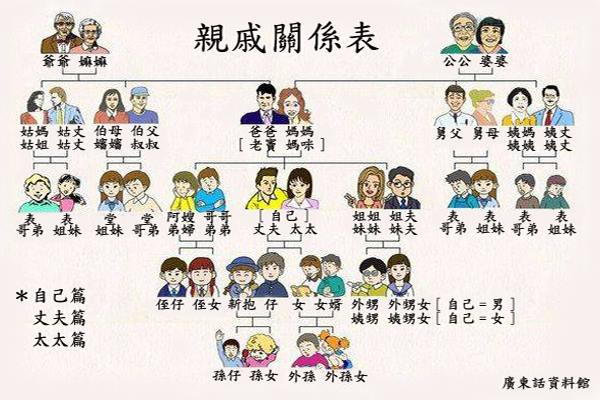 親戚關係表
爺爺 嫲嫲
公公 婆婆
姑媽 姑丈 伯母 伯父 爸爸 媽媽 舅父 舅母 姨媽 姨丈
姑姐 姑丈 嬸嬸 叔叔 [ 老竇 媽咪 ] 姨姨 姨丈
表 表 堂 堂 阿嫂 哥哥 [ 自己 ] 姐姐 姐夫 表 表 表 表
哥弟 姐妹 姐妹 哥弟 弟婦 弟弟 丈夫 太太 妹妹 妹夫 哥弟 姐妹 哥弟 姐妹
侄仔 侄女 新抱 仔 女 女婿 外甥 外甥女 [ 自己 = 男 ]
姨甥 姨甥女 [ 自己 = 女 ]
*自己篇
丈夫篇
太太篇
孫仔 孫女 外孫 外孫女
廣東話資料館